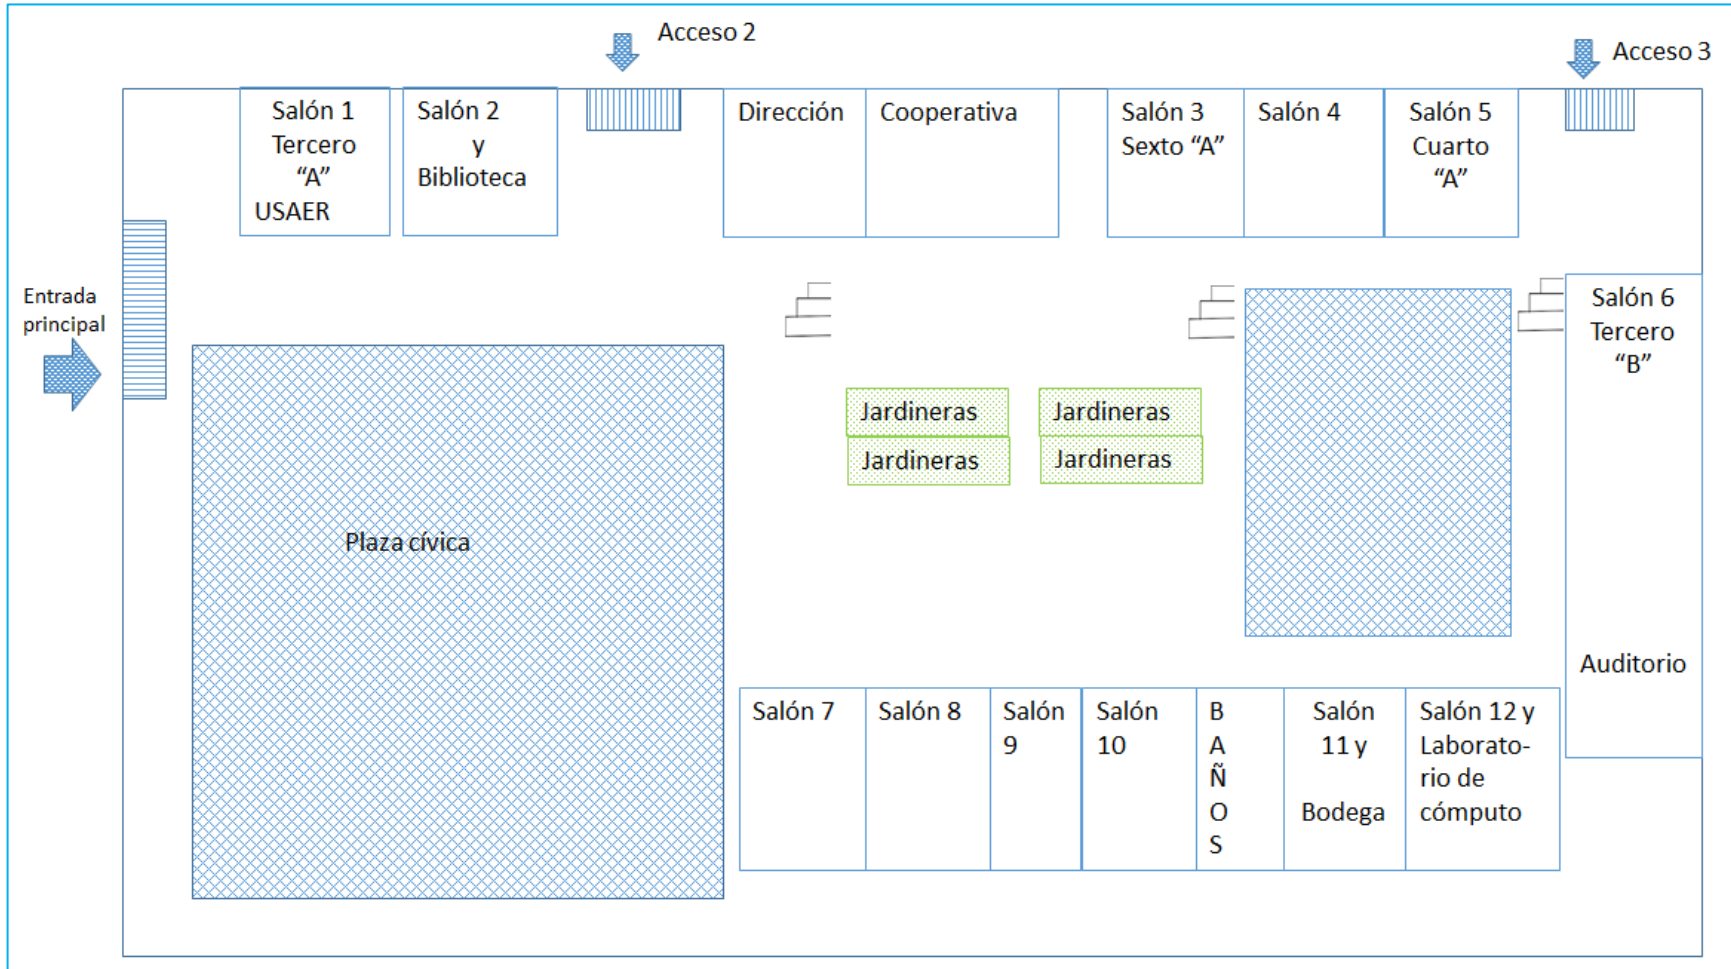 Acceso 2
Acceso 3
Salón 1
Tercero
“A”
USAER
Salón 2
y
Biblioteca
Dirección
Cooperativa
Salón 3
Sexto “A”
Salón 4
Salón 5
Cuarto
“A”
Entrada
principal
Salón 6
Tercero
“B”
Jardineras
Jardineras
Jardineras
Jardineras
Plaza cívica
Auditorio
Salón 7
Salón 8
Salón
9
Salón
10
B
A
Ñ
O
S
Salón
11 y
Bodega
Salón 12 y
Laborato-
rio de
cómputo